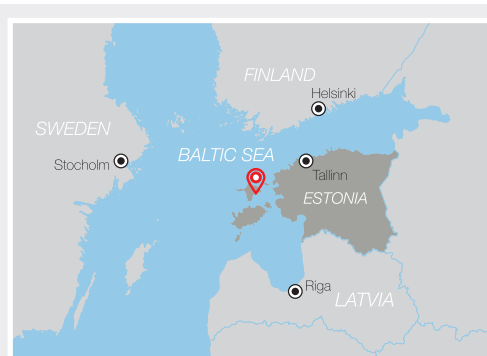 FINLAND
Helsinki
SWEDEN
Stocholm
BALTIC SEA
Tallinn
ESTONIA
Riga
LATVIA